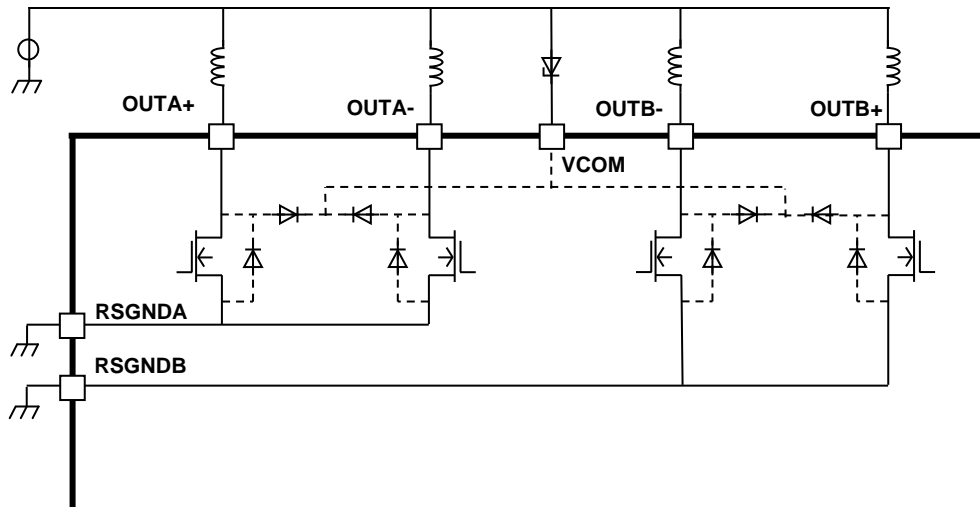 OUTA+
OUTA-
OUTB-
OUTB+
VCOM
RSGNDA
RSGNDB